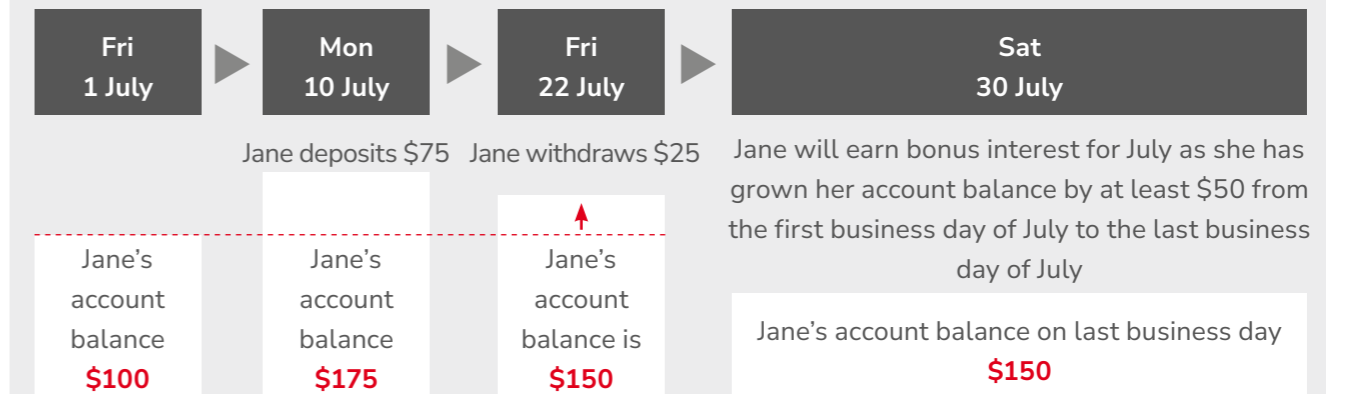 Fri
1 July
Mon
10 July
Fri
22 July
Sat
30 July
Jane deposits $75
Jane withdraws $25
Jane will earn bonus interest for July as she has
grown her account balance by at least $50 from
the first business day of July to the last business
day of July
Jane’s
account
balance
$100
Jane’s
account
balance
$175
Jane’s
account
balance is
$150
Jane’s account balance on last business day
$150